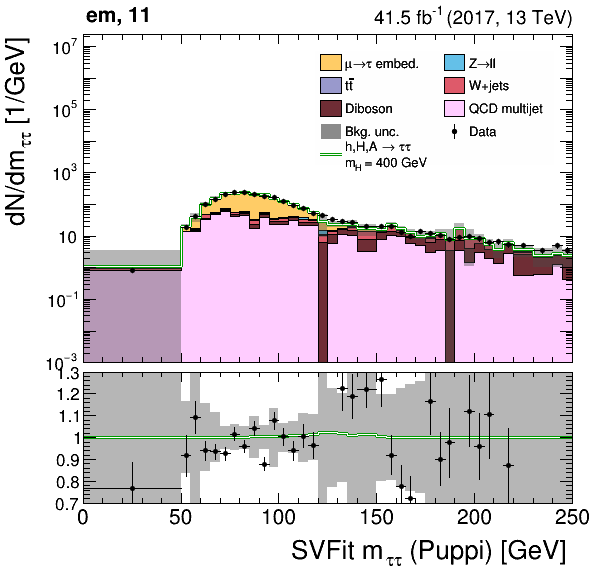 em, 11 41.5 fb⁻¹ (2017, 13 TeV)
dN/dm_ττ [1/GeV]
10⁷
10⁵
10³
10
10⁻¹
10⁻³
μ→τ embed. Z→ll
tt̄ W+jets
Diboson QCD multijet
Bkg. unc. Data
h,H,A → ττ
m_H = 400 GeV
1.3
1.2
1.1
1
0.9
0.8
0.7
0 50 100 150 200 250
SVFit m_ττ (Puppi) [GeV]